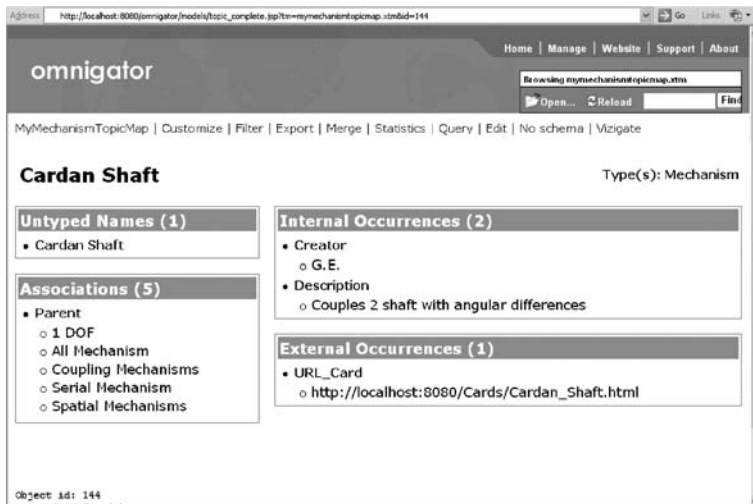 Address http://localhost:8080/omnigator/models/topic_complete.jsp?tm=mymechanismtopicmap.xtm&id=144 Go Links
Home | Manage | Website | Support | About
omnigator
Browsing mymechanismtopicmap.xtm
Open... Reload Find
MyMechanismTopicMap | Customize | Filter | Export | Merge | Statistics | Query | Edit | No schema | Vizigate
Cardan Shaft
Type(s): Mechanism
Untyped Names (1)
• Cardan Shaft
Associations (5)
• Parent
o 1 DOF
o All Mechanism
o Coupling Mechanisms
o Serial Mechanism
o Spatial Mechanisms
Internal Occurrences (2)
• Creator
o G.E.
• Description
o Couples 2 shaft with angular differences
External Occurrences (1)
• URL_Card
o http://localhost:8080/Cards/Cardan_Shaft.html
Object id: 144